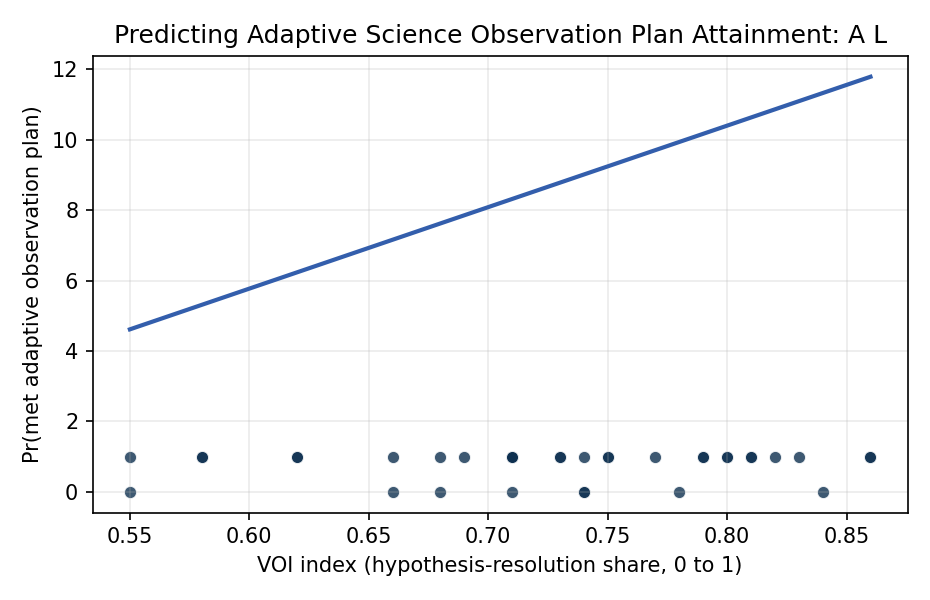 Predicting Adaptive Science Observation Plan Attainment: A L
Pr(met adaptive observation plan)
12
10
8
6
4
2
0
0.55 0.60 0.65 0.70 0.75 0.80 0.85
VOI index (hypothesis-resolution share, 0 to 1)